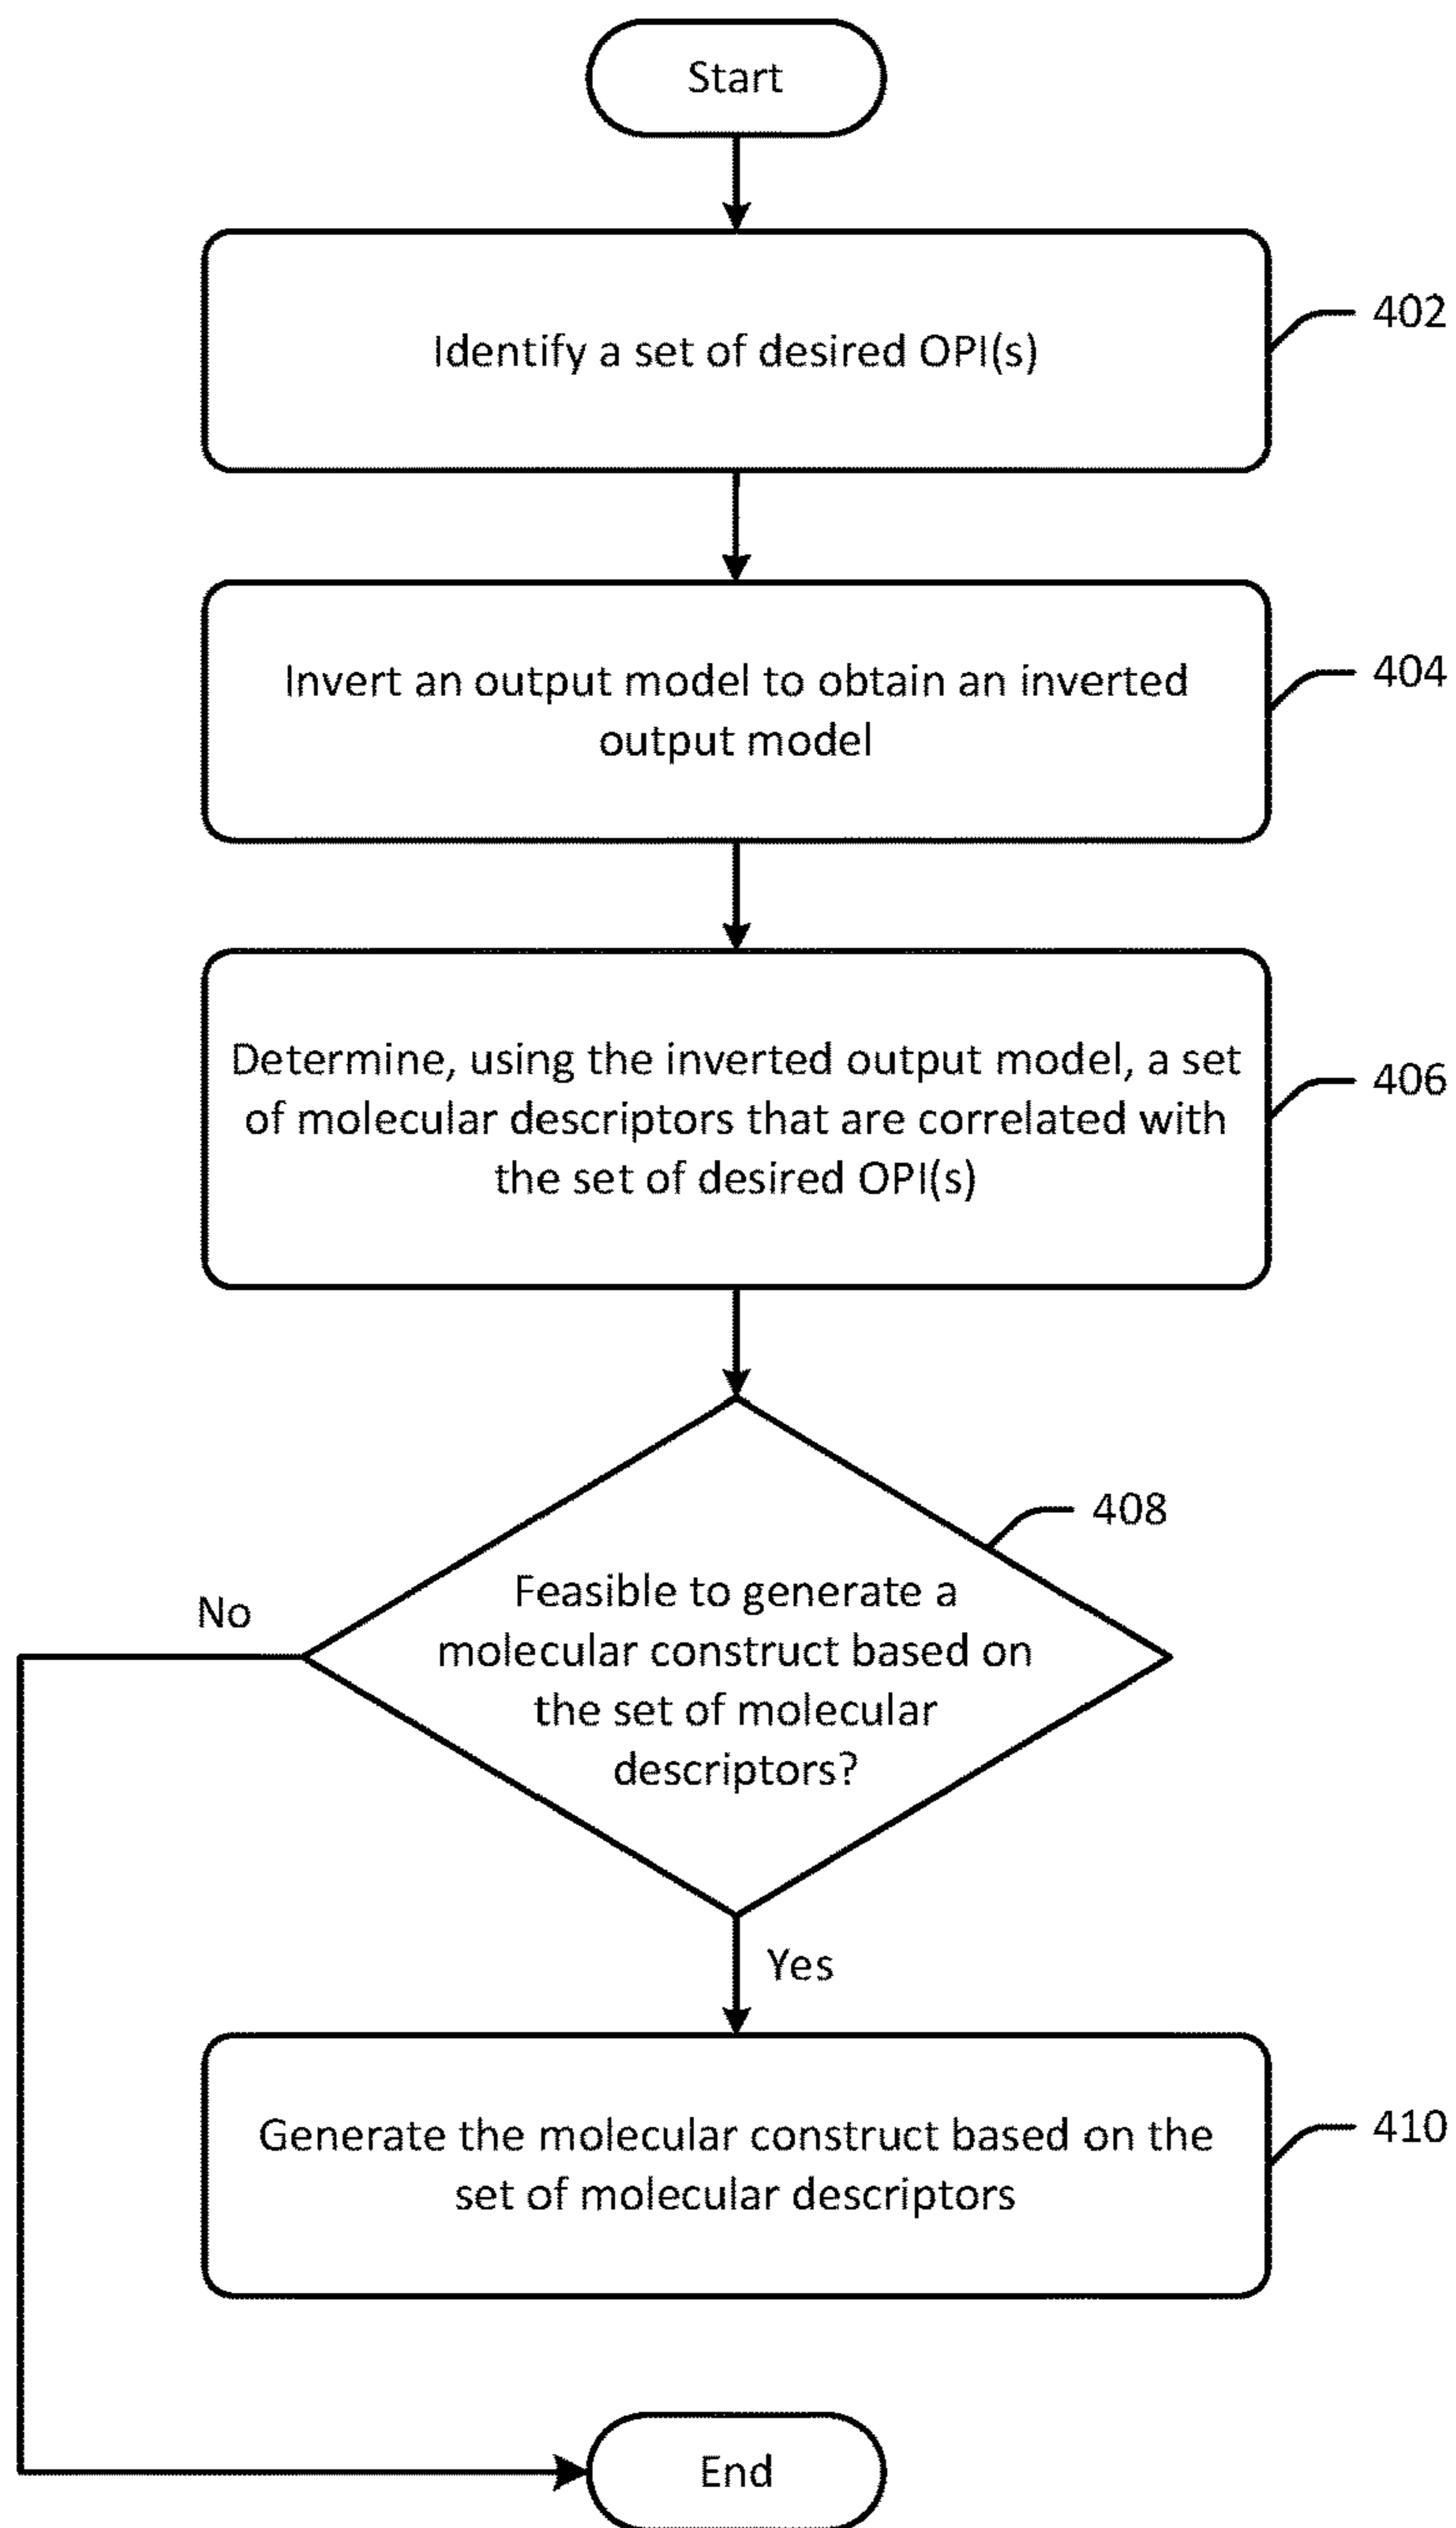 Start
Identify a set of desired OPI(s)
402
Invert an output model to obtain an inverted
output model
404
Determine, using the inverted output model, a set
of molecular descriptors that are correlated with
the set of desired OPI(s)
406
408
Feasible to generate a
molecular construct based on
the set of molecular
descriptors?
No
Yes
Generate the molecular construct based on the
set of molecular descriptors
410
End